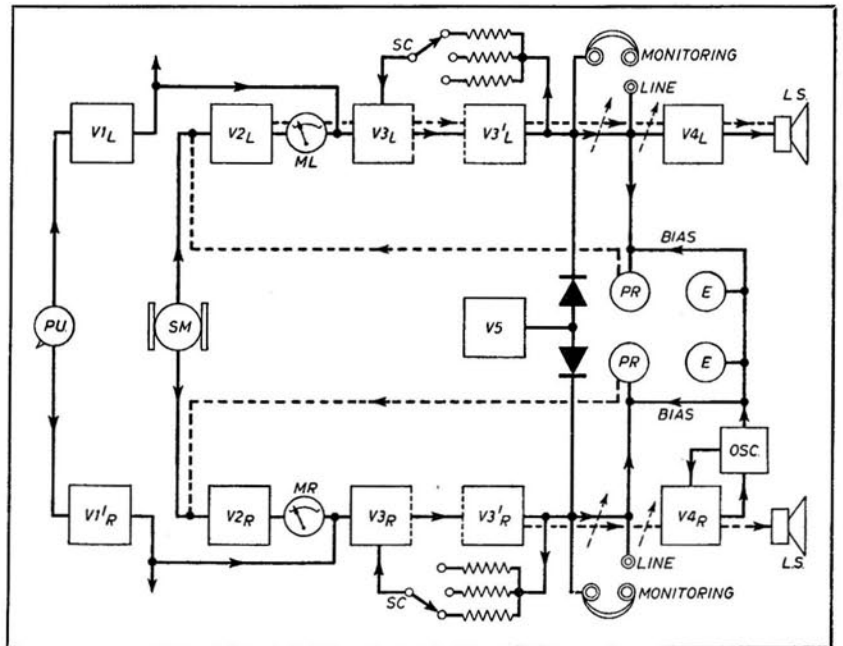 SC
MONITORING
LINE
L.S.
V1L
V2L
ML
V3L
V3'L
V4L
BIAS
PU.
SM
V5
PR
E
PR
E
BIAS
OSC.
V1'R
V2R
MR
V3R
V3'R
V4R
LINE
L.S.
SC
MONITORING